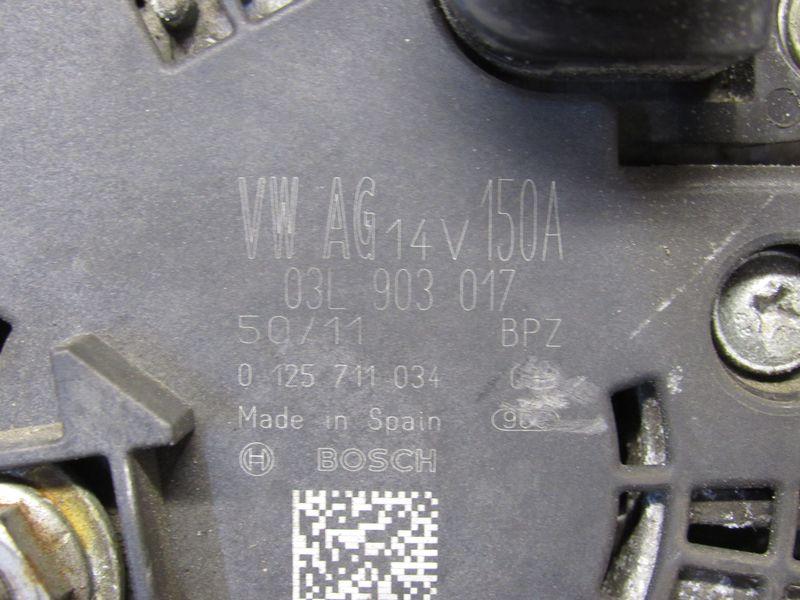 VW AG 14V 150A
03L 903 017
50/11 BPZ
0 125 711 034
Made in Spain
BOSCH